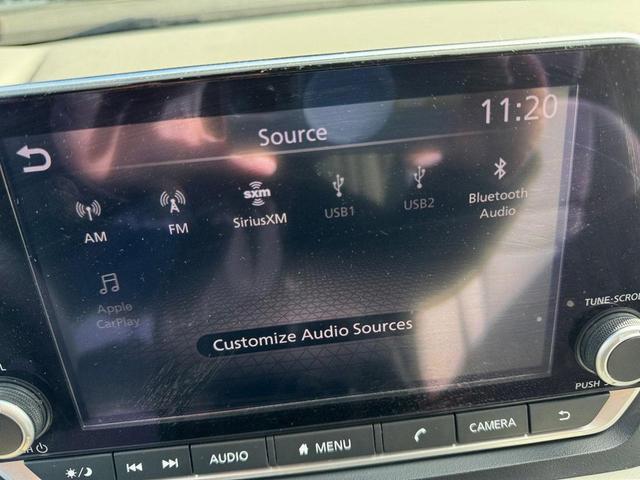 11:20
Source
AM
FM
sxm
SiriusXM
USB1
USB2
Bluetooth
Audio
Apple
CarPlay
Customize Audio Sources
TUNE-SCRO
PUSH
AUDIO
MENU
CAMERA